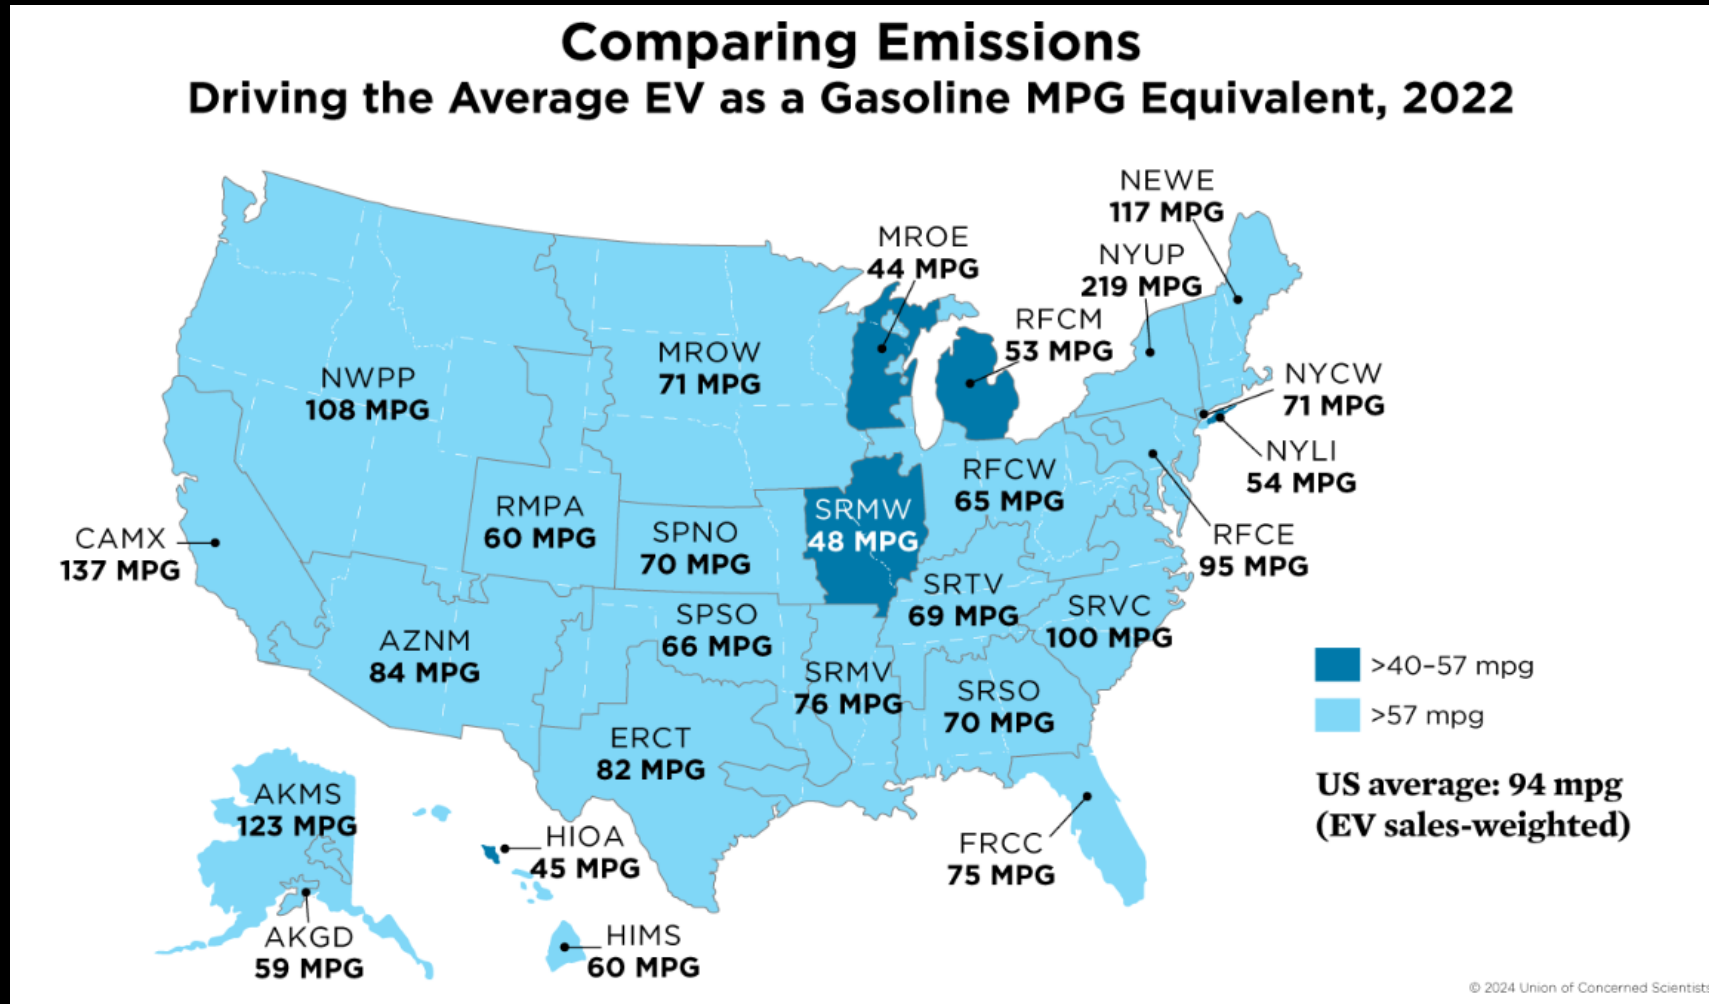 Comparing Emissions
Driving the Average EV as a Gasoline MPG Equivalent, 2022
NEWE
117 MPG
MROE
44 MPG
NYUP
219 MPG
RFCM
53 MPG
MROW
71 MPG
NWPP
108 MPG
NYCW
71 MPG
NYLI
54 MPG
RFCW
65 MPG
RMPA
60 MPG
SRMW
48 MPG
SPNO
70 MPG
CAMX
137 MPG
RFCE
95 MPG
SRTV
69 MPG
SRVC
100 MPG
SPSO
66 MPG
AZNM
84 MPG
SRMV
76 MPG
SRSO
70 MPG
ERCT
82 MPG
>40–57 mpg
>57 mpg
US average: 94 mpg
(EV sales-weighted)
AKMS
123 MPG
HIOA
45 MPG
FRCC
75 MPG
AKGD
59 MPG
HIMS
60 MPG
© 2024 Union of Concerned Scientists